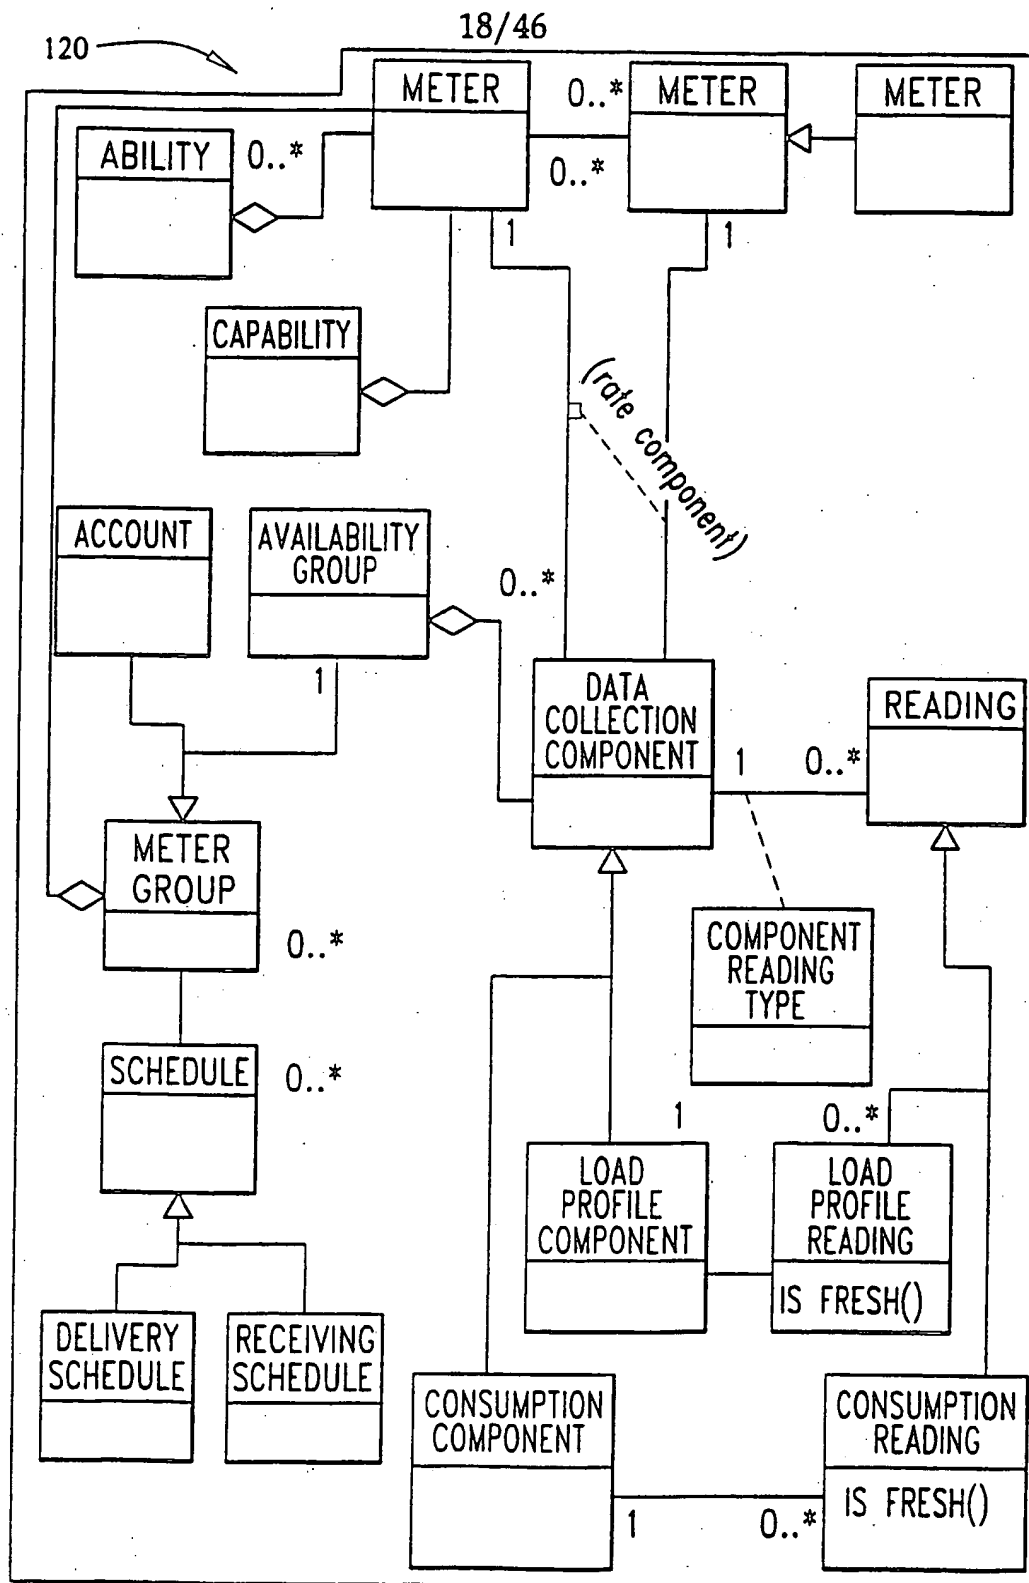 18/46
120
METER
0..*
METER
METER
ABILITY
0..*
0..*
1
1
CAPABILITY
(rate component)
ACCOUNT
AVAILABILITY
GROUP
0..*
1
DATA
COLLECTION
COMPONENT
READING
1
0..*
METER
GROUP
0..*
COMPONENT
READING
TYPE
SCHEDULE
0..*
1
0..*
LOAD
PROFILE
COMPONENT
LOAD
PROFILE
READING
IS FRESH()
DELIVERY
SCHEDULE
RECEIVING
SCHEDULE
CONSUMPTION
COMPONENT
CONSUMPTION
READING
IS FRESH()
1
0..*